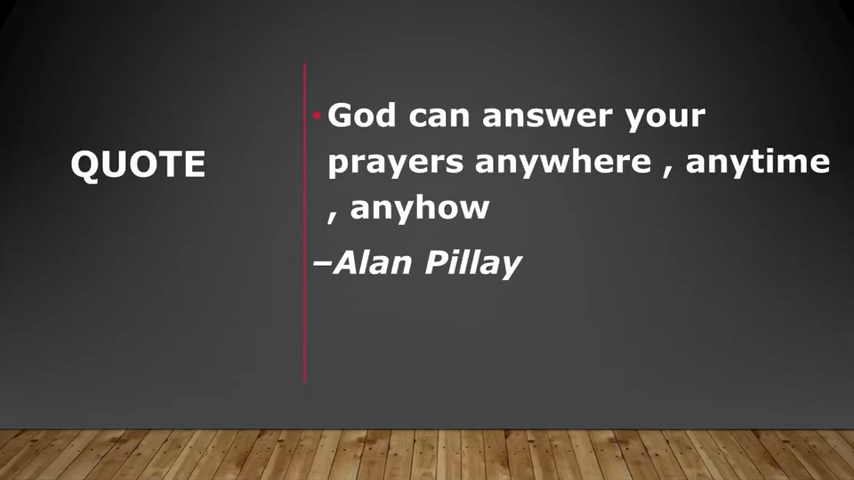 QUOTE
• God can answer your
prayers anywhere , anytime
, anyhow
–Alan Pillay